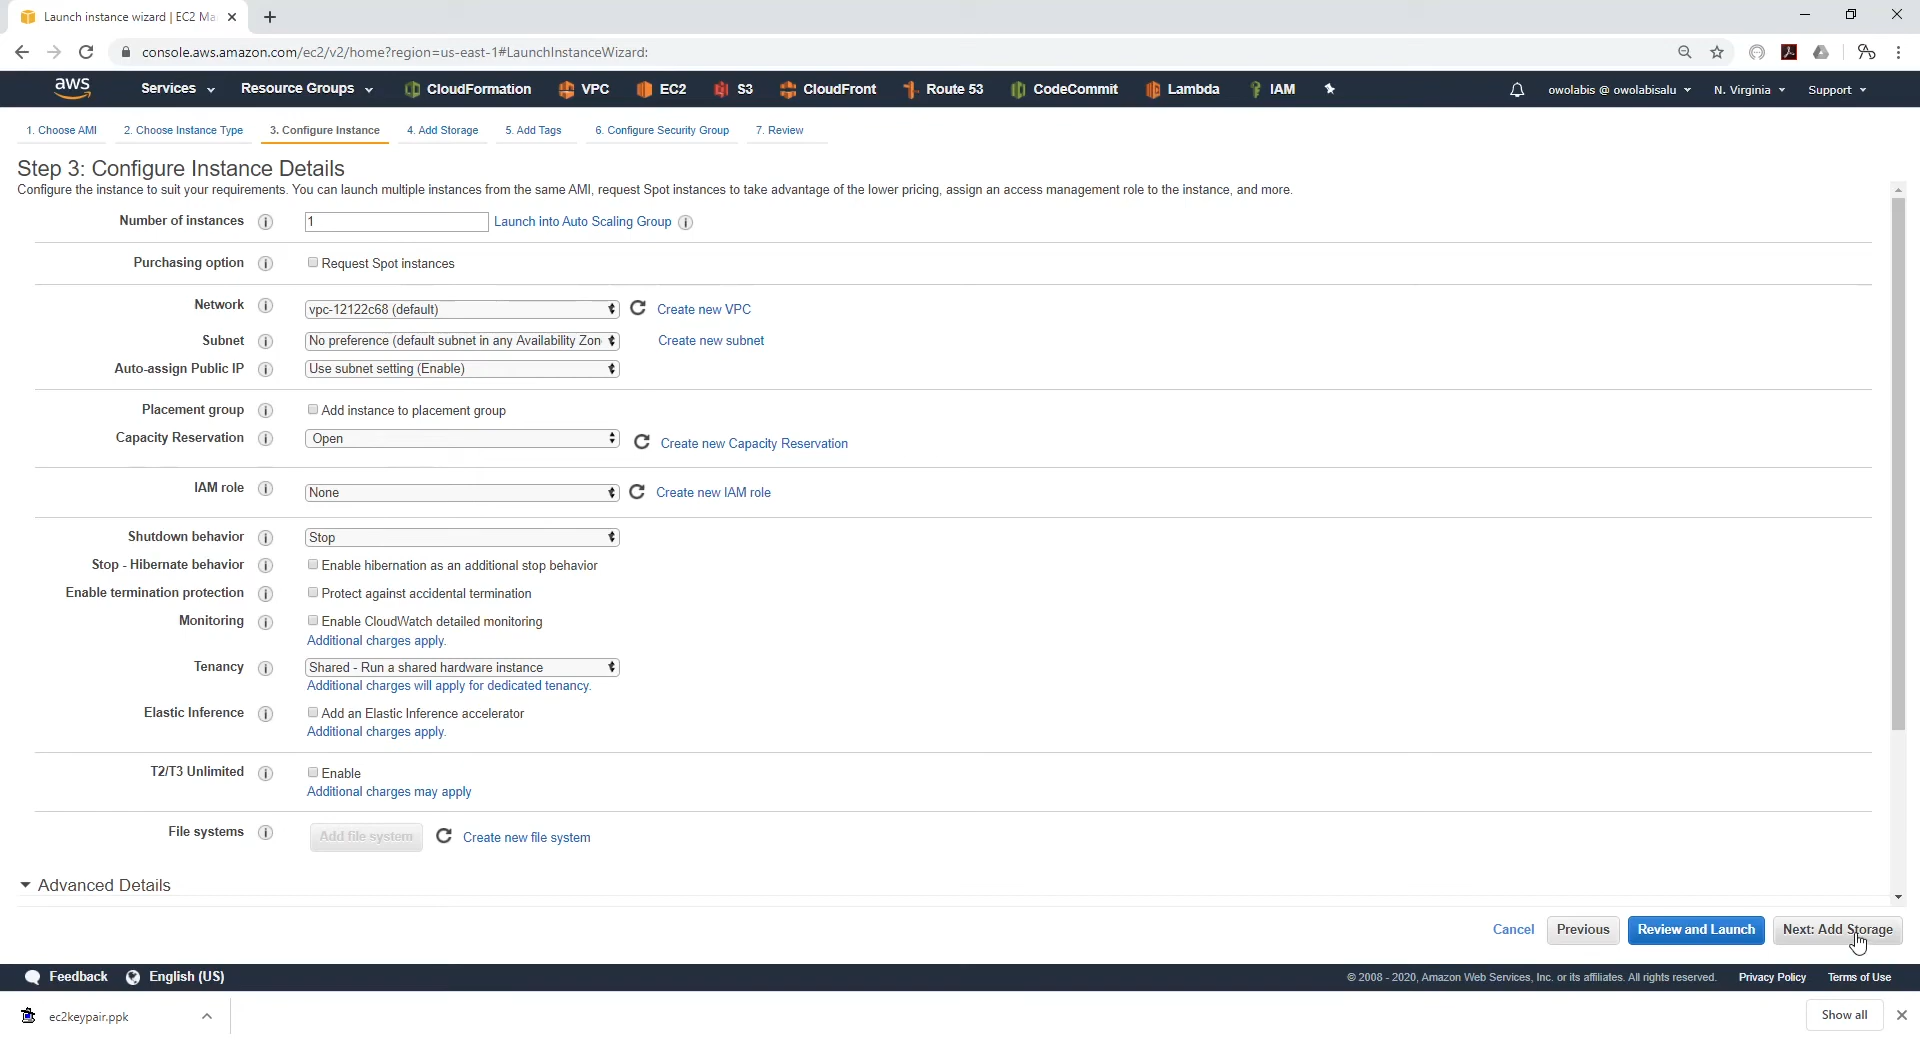 Launch instance wizard | EC2 Ma
console.aws.amazon.com/ec2/v2/home?region=us-east-1#LaunchInstanceWizard:
aws
Services
Resource Groups
CloudFormation
VPC
EC2
S3
CloudFront
Route 53
CodeCommit
Lambda
IAM
owolabis @ owolabisalu
N. Virginia
Support
1. Choose AMI
2. Choose Instance Type
3. Configure Instance
4. Add Storage
5. Add Tags
6. Configure Security Group
7. Review
Step 3: Configure Instance Details
Configure the instance to suit your requirements. You can launch multiple instances from the same AMI, request Spot instances to take advantage of the lower pricing, assign an access management role to the instance, and more.
Number of instances
1
Launch into Auto Scaling Group
Purchasing option
Request Spot instances
Network
vpc-12122c68 (default)
Create new VPC
Subnet
No preference (default subnet in any Availability Zon
Create new subnet
Auto-assign Public IP
Use subnet setting (Enable)
Placement group
Add instance to placement group
Capacity Reservation
Open
Create new Capacity Reservation
IAM role
None
Create new IAM role
Shutdown behavior
Stop
Stop - Hibernate behavior
Enable hibernation as an additional stop behavior
Enable termination protection
Protect against accidental termination
Monitoring
Enable CloudWatch detailed monitoring
Additional charges apply.
Tenancy
Shared - Run a shared hardware instance
Additional charges will apply for dedicated tenancy.
Elastic Inference
Add an Elastic Inference accelerator
Additional charges apply.
T2/T3 Unlimited
Enable
Additional charges may apply
File systems
Add file system
Create new file system
Advanced Details
Cancel
Previous
Review and Launch
Next: Add Storage
Feedback
English (US)
© 2008 - 2020, Amazon Web Services, Inc. or its affiliates. All rights reserved.
Privacy Policy
Terms of Use
ec2keypair.ppk
Show all